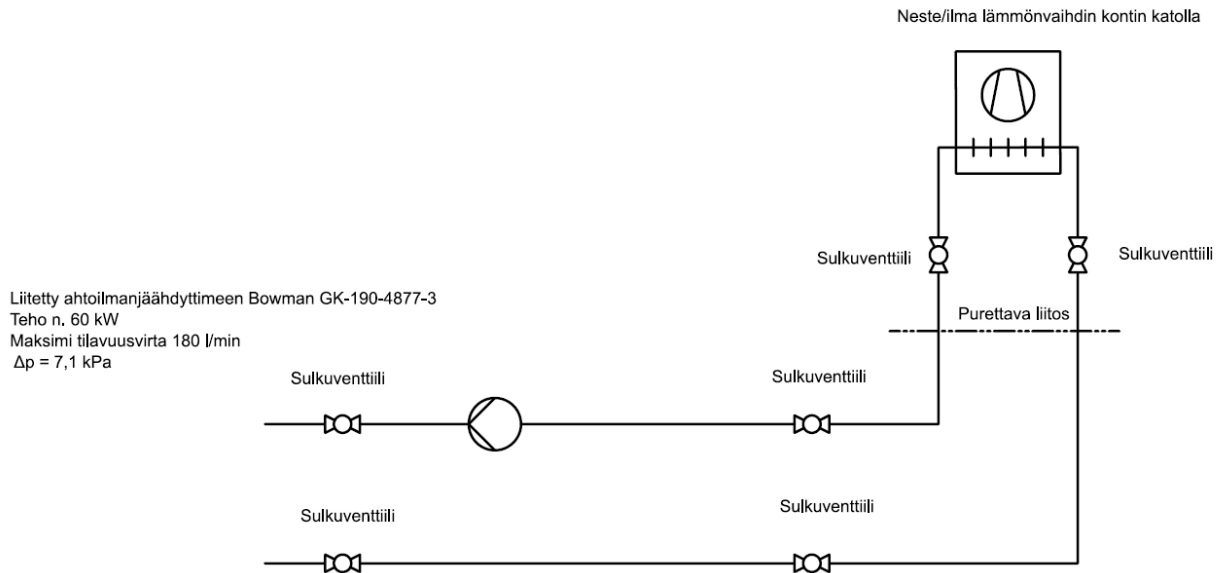 Neste/ilma lämmönvaihdin kontin katolla
Sulkuventtiili
Sulkuventtiili
Liitetty ahtoilmanjäähdyttimeen Bowman GK-190-4877-3
Teho n. 60 kW
Maksimi tilavuusvirta 180 l/min
Δp = 7,1 kPa
Purettava liitos
Sulkuventtiili
Sulkuventtiili
Sulkuventtiili
Sulkuventtiili